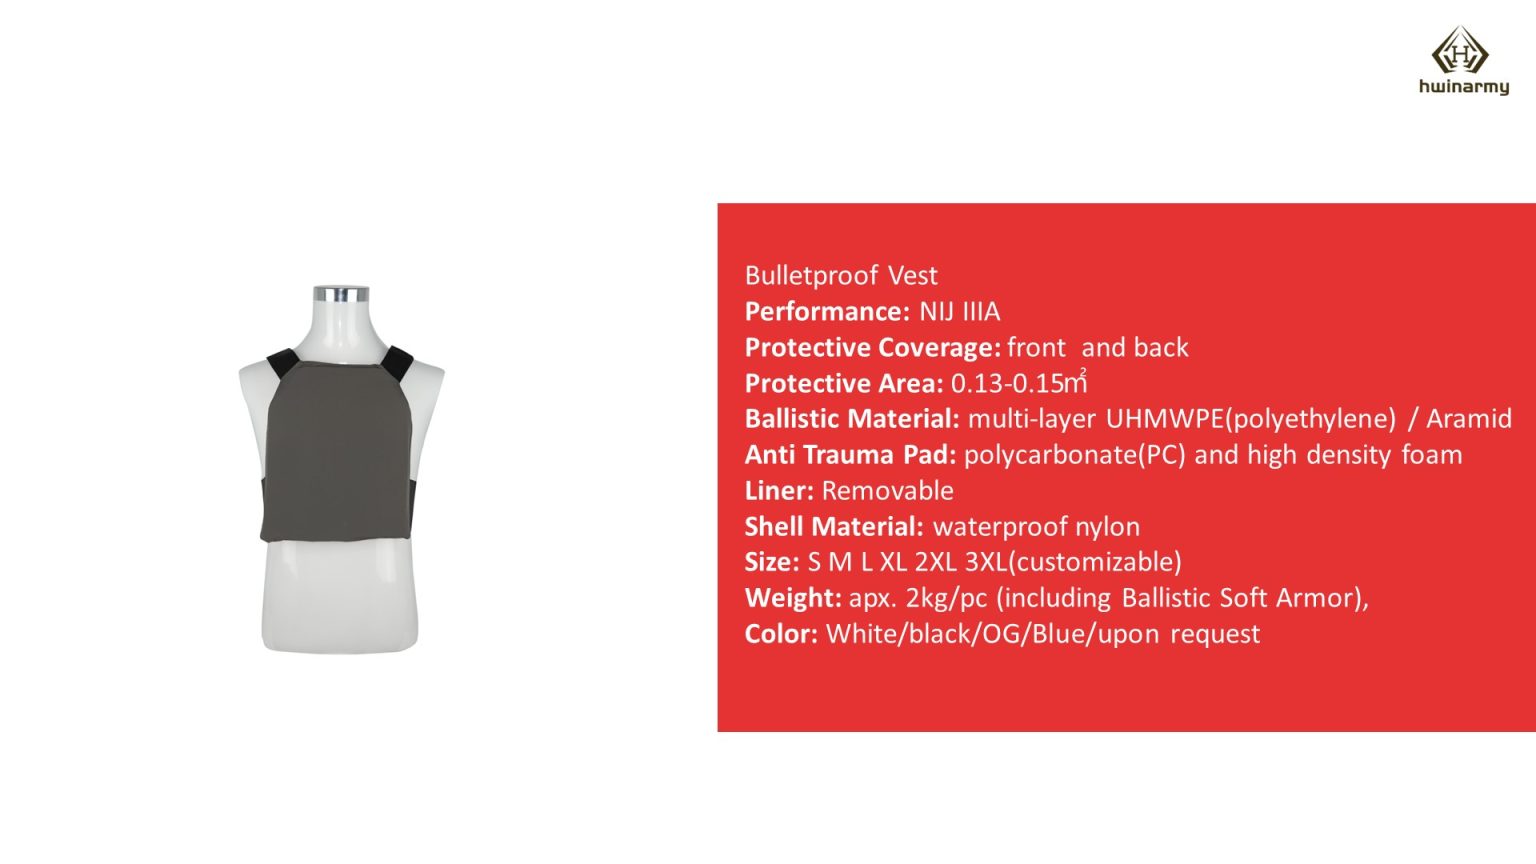 hwinarmy
Bulletproof Vest
Performance: NIJ IIIA
Protective Coverage: front  and back
Protective Area: 0.13-0.15㎡
Ballistic Material: multi-layer UHMWPE(polyethylene) / Aramid
Anti Trauma Pad: polycarbonate(PC) and high density foam
Liner: Removable
Shell Material: waterproof nylon
Size: S M L XL 2XL 3XL(customizable)
Weight: apx. 2kg/pc (including Ballistic Soft Armor),
Color: White/black/OG/Blue/upon request